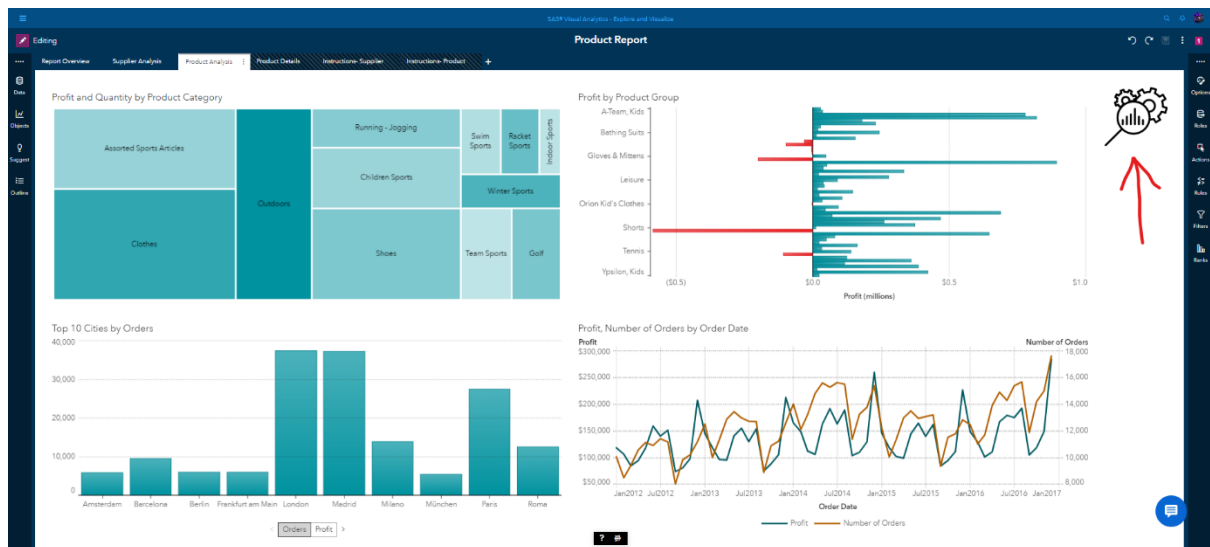 SAS® Visual Analytics - Explore and Visualize
Editing
Product Report
1
Report Overview
Supplier Analysis
Product Analysis
Product Details
Instructions- Supplier
Instructions- Product
+
Data
Objects
Suggest
Outline
Options
Roles
Actions
Rules
Filters
Ranks
Profit and Quantity by Product Category
Assorted Sports Articles
Clothes
Outdoors
Running - Jogging
Children Sports
Shoes
Swim
Sports
Racket
Sports
Indoor Sports
Winter Sports
Team Sports
Golf
Profit by Product Group
A-Team, Kids
Bathing Suits
Gloves & Mittens
Leisure
Orion Kid's Clothes
Shorts
Tennis
Ypsilon, Kids
($0.5) $0.0 $0.5 $1.0
Profit (millions)
Top 10 Cities by Orders
40,000
30,000
20,000
10,000
0
Amsterdam Barcelona Berlin Frankfurt am Main London Madrid Milano München Paris Roma
< Orders Profit >
Profit, Number of Orders by Order Date
Profit Number of Orders
$300,000 18,000
$250,000 16,000
$200,000 14,000
$150,000 12,000
$100,000 10,000
$50,000 8,000
Jan2012 Jul2012 Jan2013 Jul2013 Jan2014 Jul2014 Jan2015 Jul2015 Jan2016 Jul2016 Jan2017
Order Date
Profit Number of Orders
?